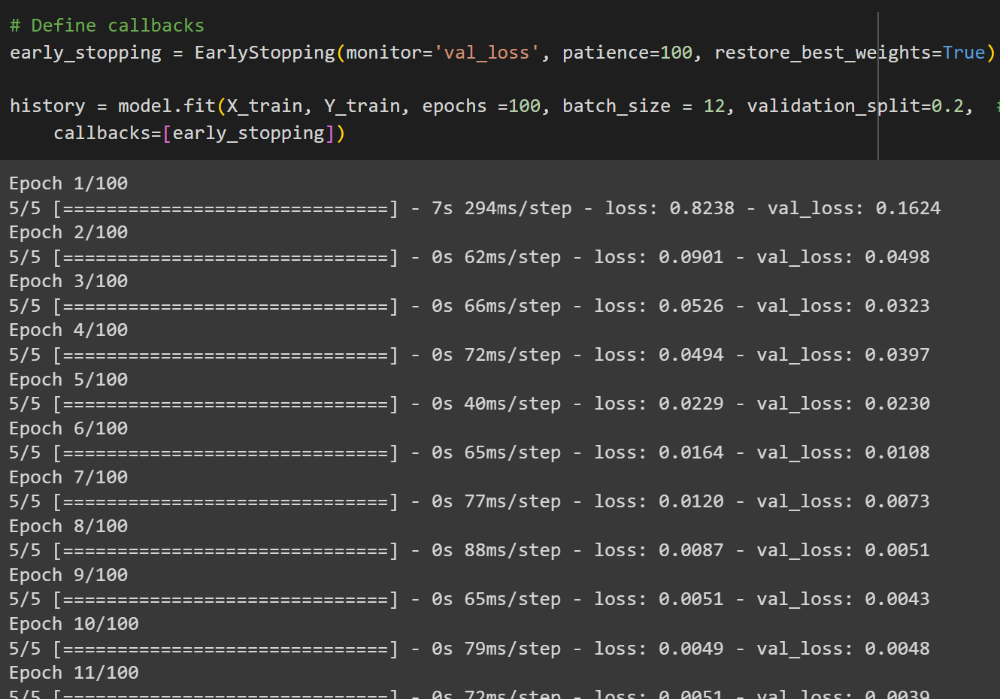 # Define callbacks
early_stopping = EarlyStopping(monitor='val_loss', patience=100, restore_best_weights=True)
history = model.fit(X_train, Y_train, epochs =100, batch_size = 12, validation_split=0.2,  #
    callbacks=[early_stopping])
Epoch 1/100
5/5 [==============================] - 7s 294ms/step - loss: 0.8238 - val_loss: 0.1624
Epoch 2/100
5/5 [==============================] - 0s 62ms/step - loss: 0.0901 - val_loss: 0.0498
Epoch 3/100
5/5 [==============================] - 0s 66ms/step - loss: 0.0526 - val_loss: 0.0323
Epoch 4/100
5/5 [==============================] - 0s 72ms/step - loss: 0.0494 - val_loss: 0.0397
Epoch 5/100
5/5 [==============================] - 0s 40ms/step - loss: 0.0229 - val_loss: 0.0230
Epoch 6/100
5/5 [==============================] - 0s 65ms/step - loss: 0.0164 - val_loss: 0.0108
Epoch 7/100
5/5 [==============================] - 0s 77ms/step - loss: 0.0120 - val_loss: 0.0073
Epoch 8/100
5/5 [==============================] - 0s 88ms/step - loss: 0.0087 - val_loss: 0.0051
Epoch 9/100
5/5 [==============================] - 0s 65ms/step - loss: 0.0051 - val_loss: 0.0043
Epoch 10/100
5/5 [==============================] - 0s 79ms/step - loss: 0.0049 - val_loss: 0.0048
Epoch 11/100
5/5 [==============================] - 0s 72ms/step - loss: 0.0051 - val_loss: 0.0039